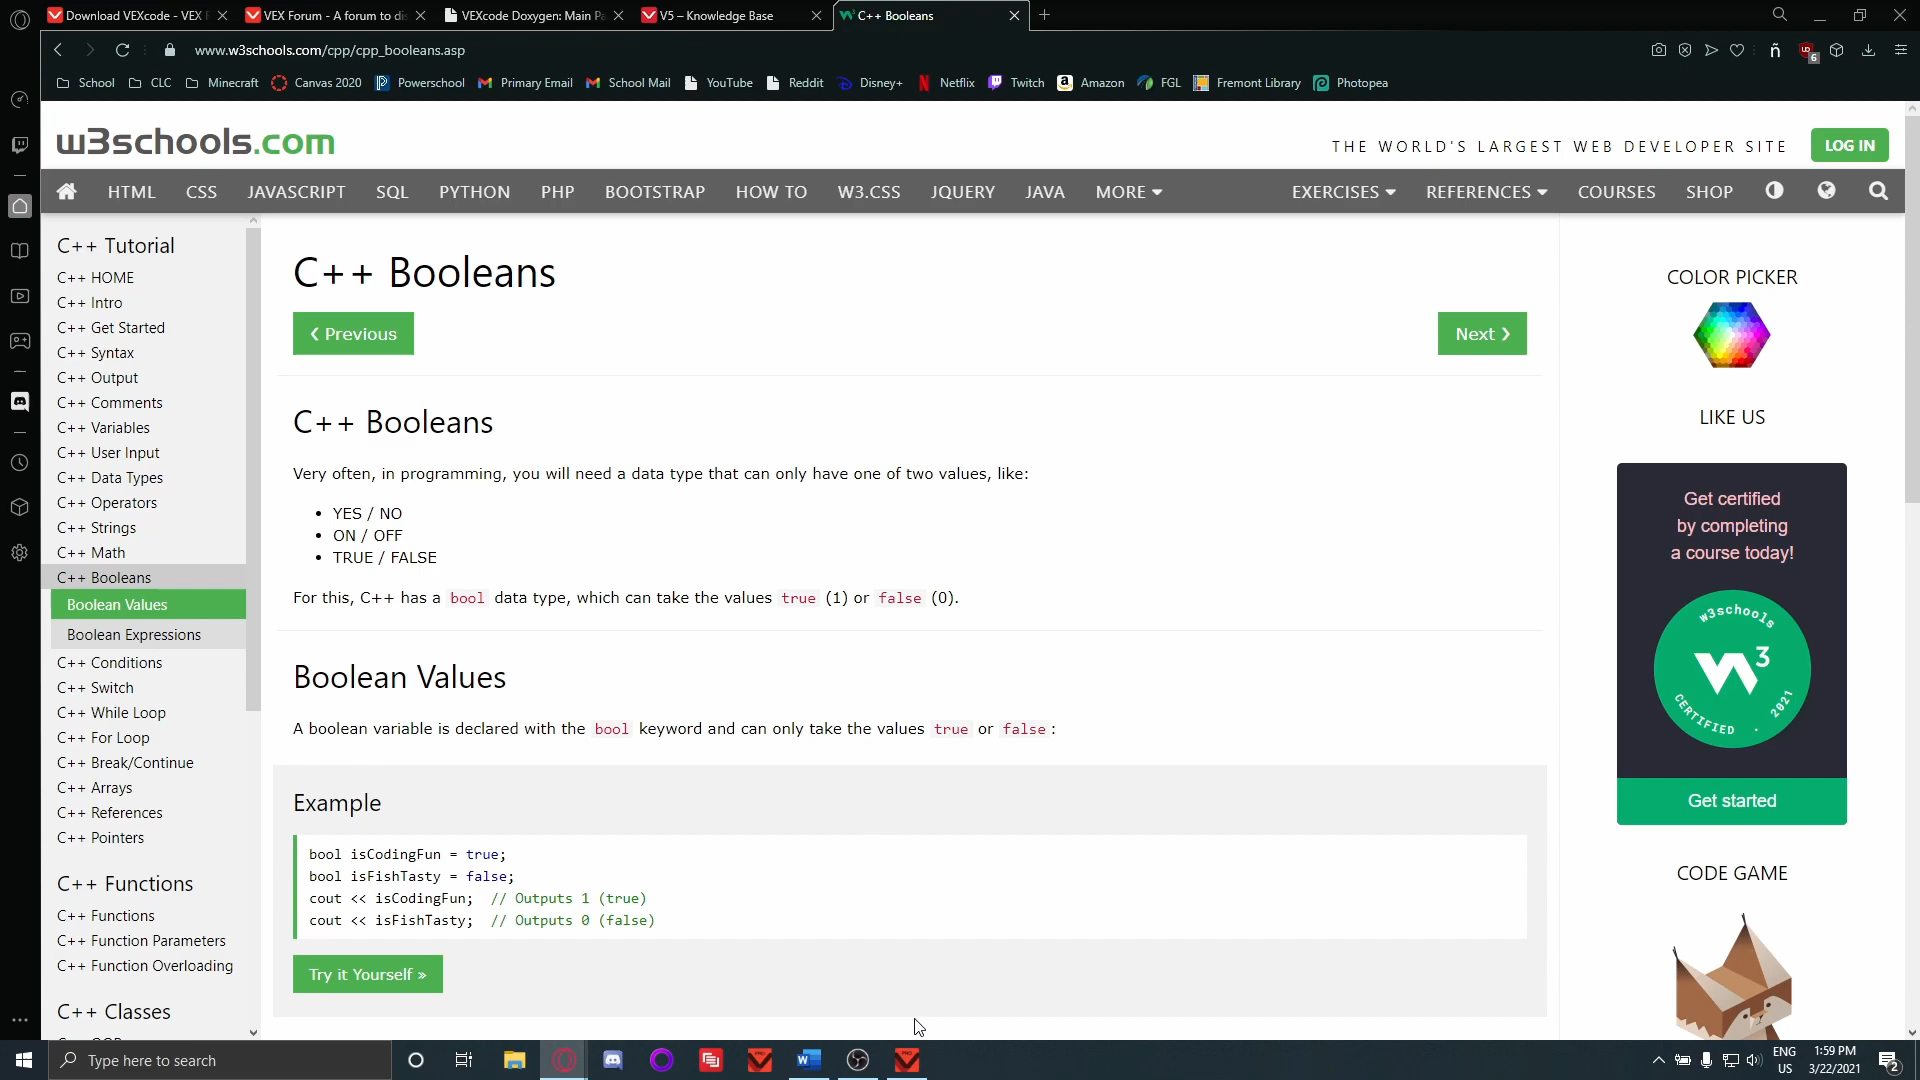 Download VEXcode - VEX
VEX Forum - A forum to di
VEXcode Doxygen: Main Pa
V5 – Knowledge Base
C++ Booleans
www.w3schools.com/cpp/cpp_booleans.asp
ñ
6
School
CLC
Minecraft
Canvas 2020
Powerschool
Primary Email
School Mail
YouTube
Reddit
Disney+
Netflix
Twitch
Amazon
FGL
Fremont Library
Photopea
w3schools.com
THE WORLD'S LARGEST WEB DEVELOPER SITE
LOG IN
HTML CSS JAVASCRIPT SQL PYTHON PHP BOOTSTRAP HOW TO W3.CSS JQUERY JAVA MORE EXERCISES REFERENCES COURSES SHOP
C++ Tutorial
C++ HOME
C++ Intro
C++ Get Started
C++ Syntax
C++ Output
C++ Comments
C++ Variables
C++ User Input
C++ Data Types
C++ Operators
C++ Strings
C++ Math
C++ Booleans
Boolean Values
Boolean Expressions
C++ Conditions
C++ Switch
C++ While Loop
C++ For Loop
C++ Break/Continue
C++ Arrays
C++ References
C++ Pointers
C++ Functions
C++ Functions
C++ Function Parameters
C++ Function Overloading
C++ Classes
C++ Booleans
❮ Previous
Next ❯
C++ Booleans
Very often, in programming, you will need a data type that can only have one of two values, like:
• YES / NO
• ON / OFF
• TRUE / FALSE
For this, C++ has a bool data type, which can take the values true (1) or false (0).
Boolean Values
A boolean variable is declared with the bool keyword and can only take the values true or false:
Example
bool isCodingFun = true;
bool isFishTasty = false;
cout << isCodingFun;  // Outputs 1 (true)
cout << isFishTasty;  // Outputs 0 (false)
Try it Yourself »
COLOR PICKER
LIKE US
Get certified
by completing
a course today!
w3schools
W3
CERTIFIED . 2021
Get started
CODE GAME
Type here to search
ENG
US
1:59 PM
3/22/2021
2